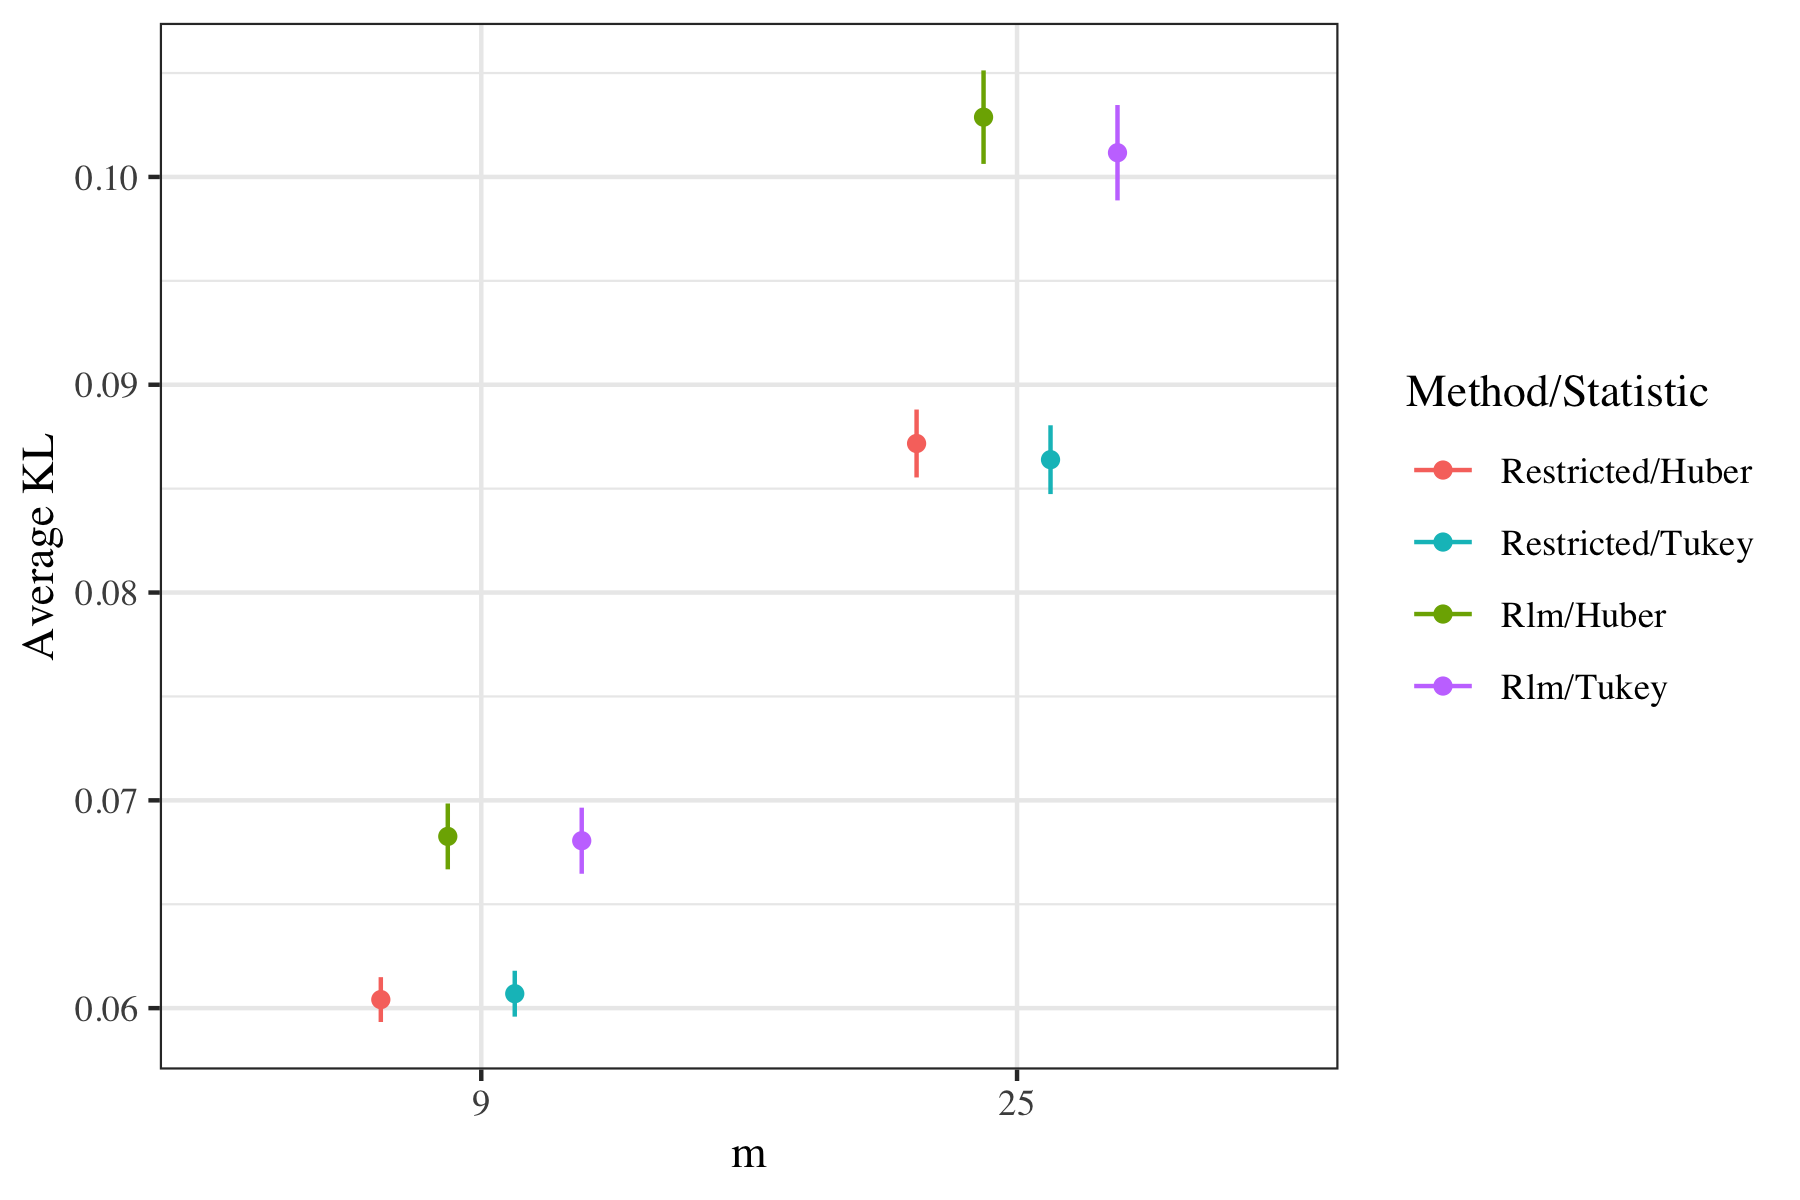 Average KL
0.10
0.09
0.08
0.07
0.06
9
25
m
Method/Statistic
Restricted/Huber
Restricted/Tukey
Rlm/Huber
Rlm/Tukey